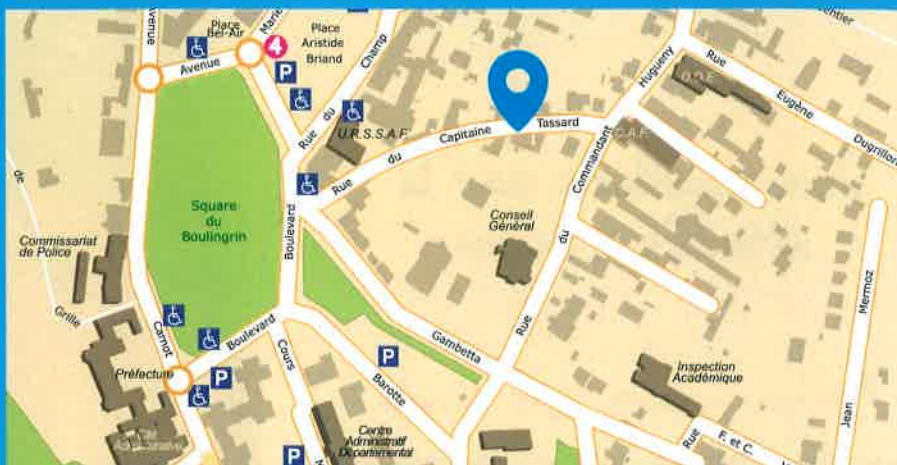 Avenue
Place
Bel-Air
Marie
4
Place
Aristide
Briand
Avenue
P
Rue du Champ
U.R.S.S.A.F.
Rue du Capitaine Tassard
Hugueny
Commandant
du
Rue
D.D.E.
C.A.F.
Rue Eugène Dugrillon
de
Square
du
Boulingrin
Commissariat
de Police
Grille
Boulevard
Conseil
Général
Mermoz
Jean
Carnot
Boulevard
Préfecture
P
Cours
P
Barotte
Gambetta
Inspection
Académique
Centre
Administratif
Départemental
P
Rue F. et C.